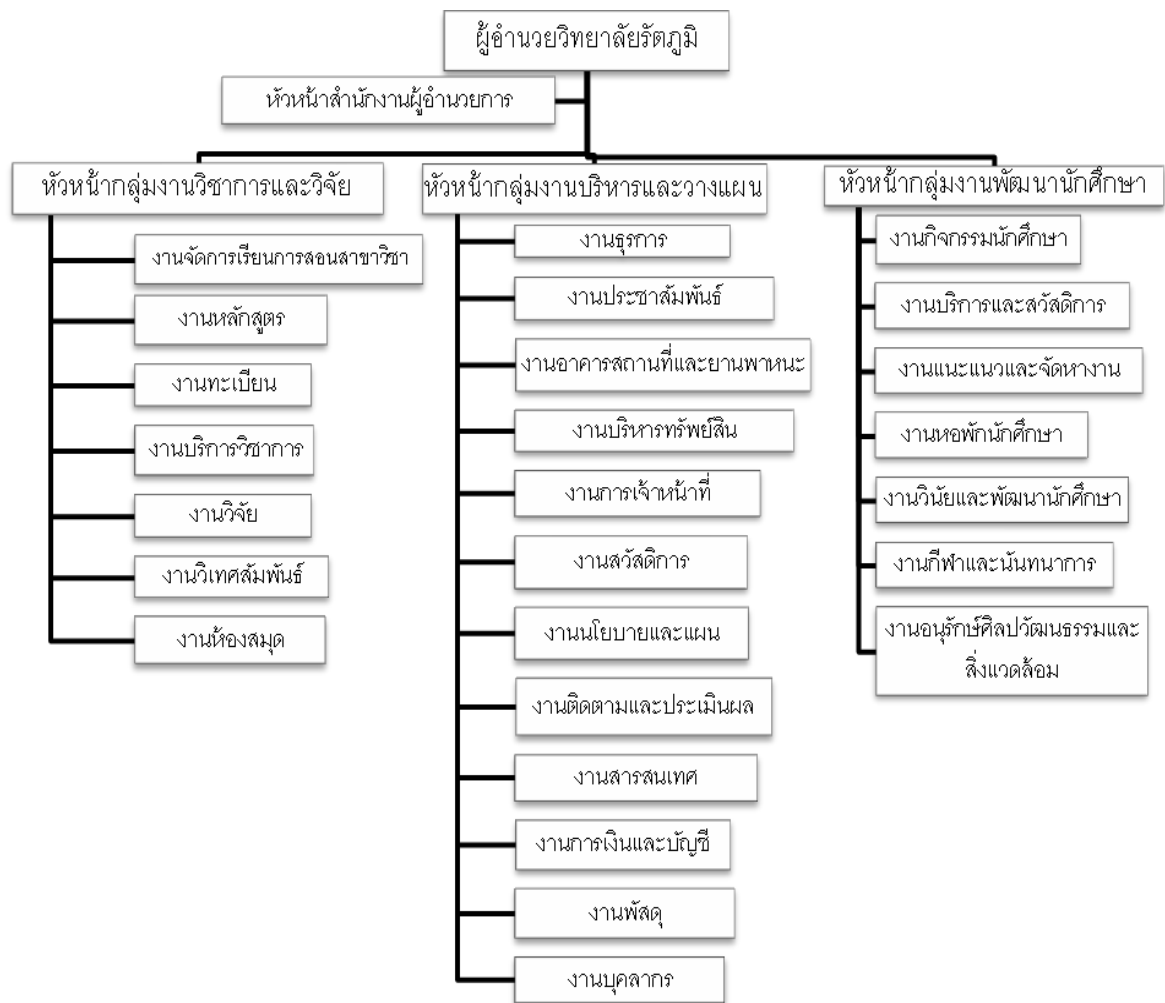 ผู้อำนวยวิทยาลัยรัตภูมิ
หัวหน้าสำนักงานผู้อำนวยการ
หัวหน้ากลุ่มงานวิชาการและวิจัย
งานจัดการเรียนการสอนสาขาวิชา
งานหลักสูตร
งานทะเบียน
งานบริการวิชาการ
งานวิจัย
งานวิเทศสัมพันธ์
งานห้องสมุด
หัวหน้ากลุ่มงานบริหารและวางแผน
งานธุรการ
งานประชาสัมพันธ์
งานอาคารสถานที่และยานพาหนะ
งานบริหารทรัพย์สิน
งานการเจ้าหน้าที่
งานสวัสดิการ
งานนโยบายและแผน
งานติดตามและประเมินผล
งานสารสนเทศ
งานการเงินและบัญชี
งานพัสดุ
งานบุคลากร
หัวหน้ากลุ่มงานพัฒนานักศึกษา
งานกิจกรรมนักศึกษา
งานบริการและสวัสดิการ
งานแนะแนวและจัดหางาน
งานหอพักนักศึกษา
งานวินัยและพัฒนานักศึกษา
งานกีฬาและนันทนาการ
งานอนุรักษ์ศิลปวัฒนธรรมและ
สิ่งแวดล้อม